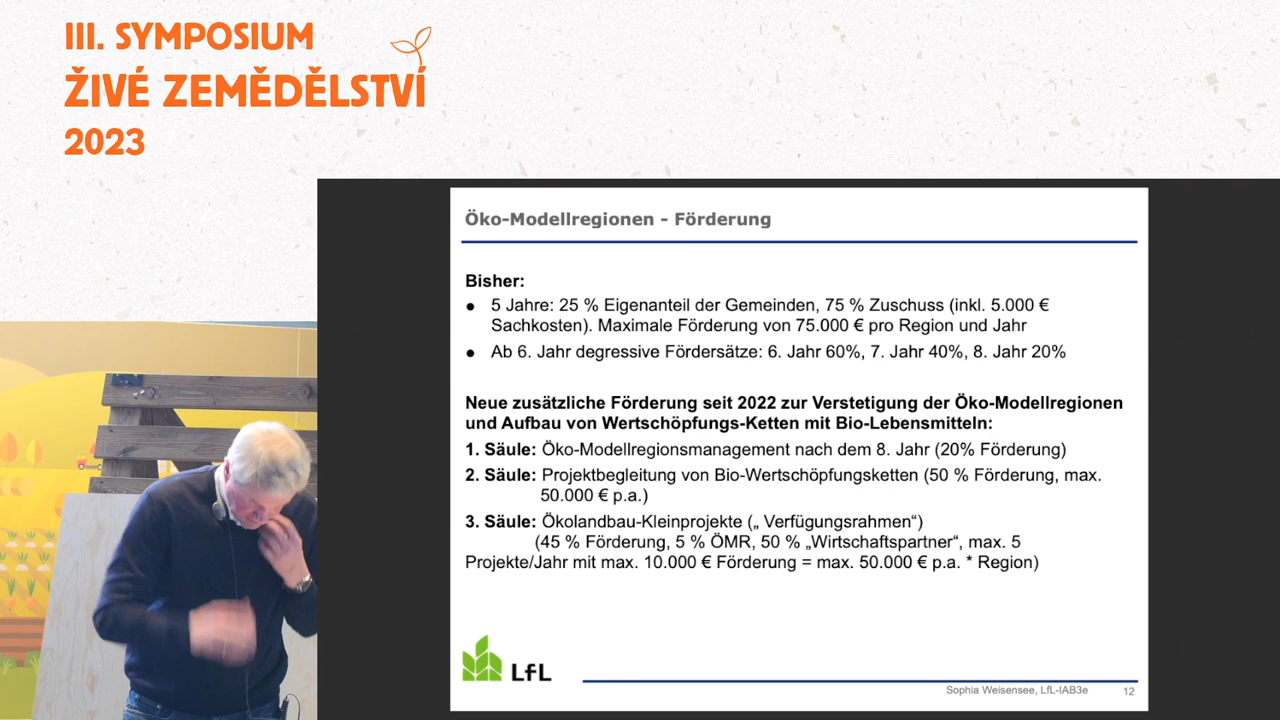 III. SYMPOSIUM
ŽIVÉ ZEMĚDĚLSTVÍ
2023
Öko-Modellregionen - Förderung
Bisher:
● 5 Jahre: 25 % Eigenanteil der Gemeinden, 75 % Zuschuss (inkl. 5.000 €
Sachkosten). Maximale Förderung von 75.000 € pro Region und Jahr
● Ab 6. Jahr degressive Fördersätze: 6. Jahr 60%, 7. Jahr 40%, 8. Jahr 20%
Neue zusätzliche Förderung seit 2022 zur Verstetigung der Öko-Modellregionen
und Aufbau von Wertschöpfungs-Ketten mit Bio-Lebensmitteln:
1. Säule: Öko-Modellregionsmanagement nach dem 8. Jahr (20% Förderung)
2. Säule: Projektbegleitung von Bio-Wertschöpfungsketten (50 % Förderung, max.
50.000 € p.a.)
3. Säule: Ökolandbau-Kleinprojekte („ Verfügungsrahmen“)
(45 % Förderung, 5 % ÖMR, 50 % „Wirtschaftspartner“, max. 5
Projekte/Jahr mit max. 10.000 € Förderung = max. 50.000 € p.a. * Region)
LfL
Sophia Weisensee, LfL-IAB3e 12